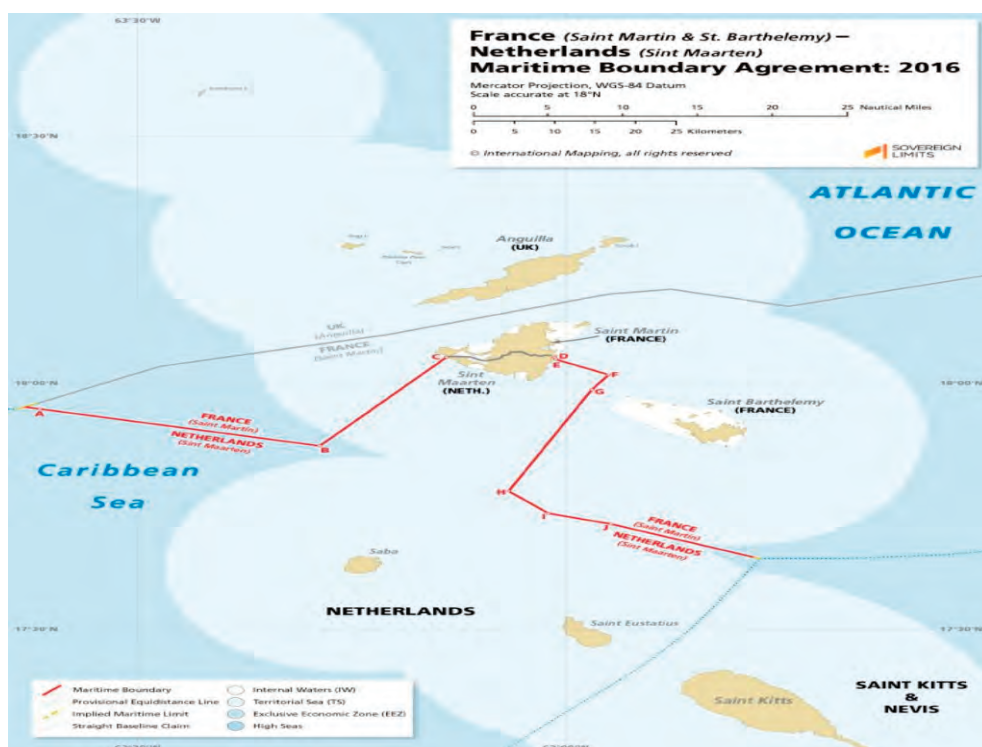 63°30'W
France (Saint Martin & St. Barthelemy) —
Netherlands (Sint Maarten)
Maritime Boundary Agreement: 2016
Mercator Projection, WGS-84 Datum
Scale accurate at 18°N
0 5 10 15 20 25 Nautical Miles
0 5 10 15 20 25 Kilometers
© International Mapping, all rights reserved
SOVEREIGN
LIMITS
18°30'N
ATLANTIC
OCEAN
Anguilla
(UK)
UK
(Anguilla)
FRANCE
(Saint Martin)
Saint Martin
(FRANCE)
C
D
E
F
G
Sint
Maarten
(NETH.)
18°00'N
18°00'N
Saint Barthelemy
(FRANCE)
A
FRANCE
(Saint Martin)
NETHERLANDS
(Sint Maarten)
B
Caribbean
Sea
H
I
J
FRANCE
(Saint Martin)
NETHERLANDS
(Sint Maarten)
Saba
NETHERLANDS
Saint Eustatius
17°30'N
17°30'N
SAINT KITTS
&
NEVIS
Saint Kitts
Maritime Boundary
Provisional Equidistance Line
Implied Maritime Limit
Straight Baseline Claim
Internal Waters (IW)
Territorial Sea (TS)
Exclusive Economic Zone (EEZ)
High Seas